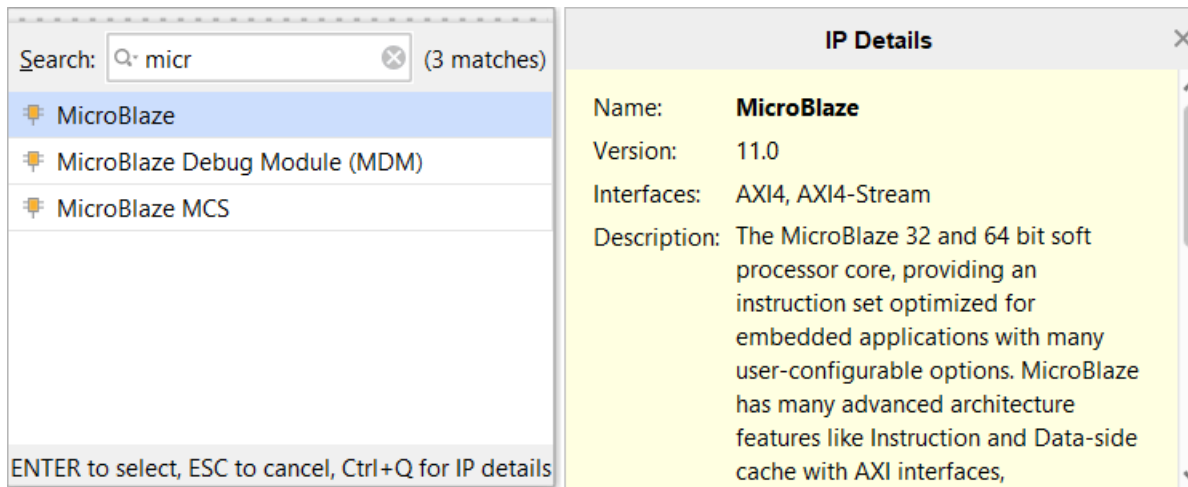 Search: micr (3 matches)
MicroBlaze
MicroBlaze Debug Module (MDM)
MicroBlaze MCS
ENTER to select, ESC to cancel, Ctrl+Q for IP details
IP Details
Name: MicroBlaze
Version: 11.0
Interfaces: AXI4, AXI4-Stream
Description: The MicroBlaze 32 and 64 bit soft
processor core, providing an
instruction set optimized for
embedded applications with many
user-configurable options. MicroBlaze
has many advanced architecture
features like Instruction and Data-side
cache with AXI interfaces,